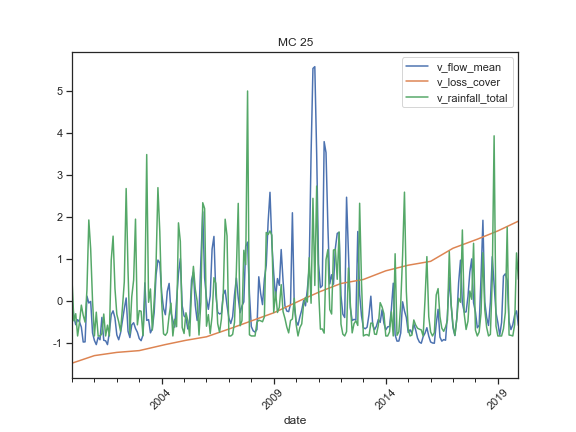 MC 25
v_flow_mean
v_loss_cover
v_rainfall_total
5
4
3
2
1
0
-1
2004
2009
2014
2019
date